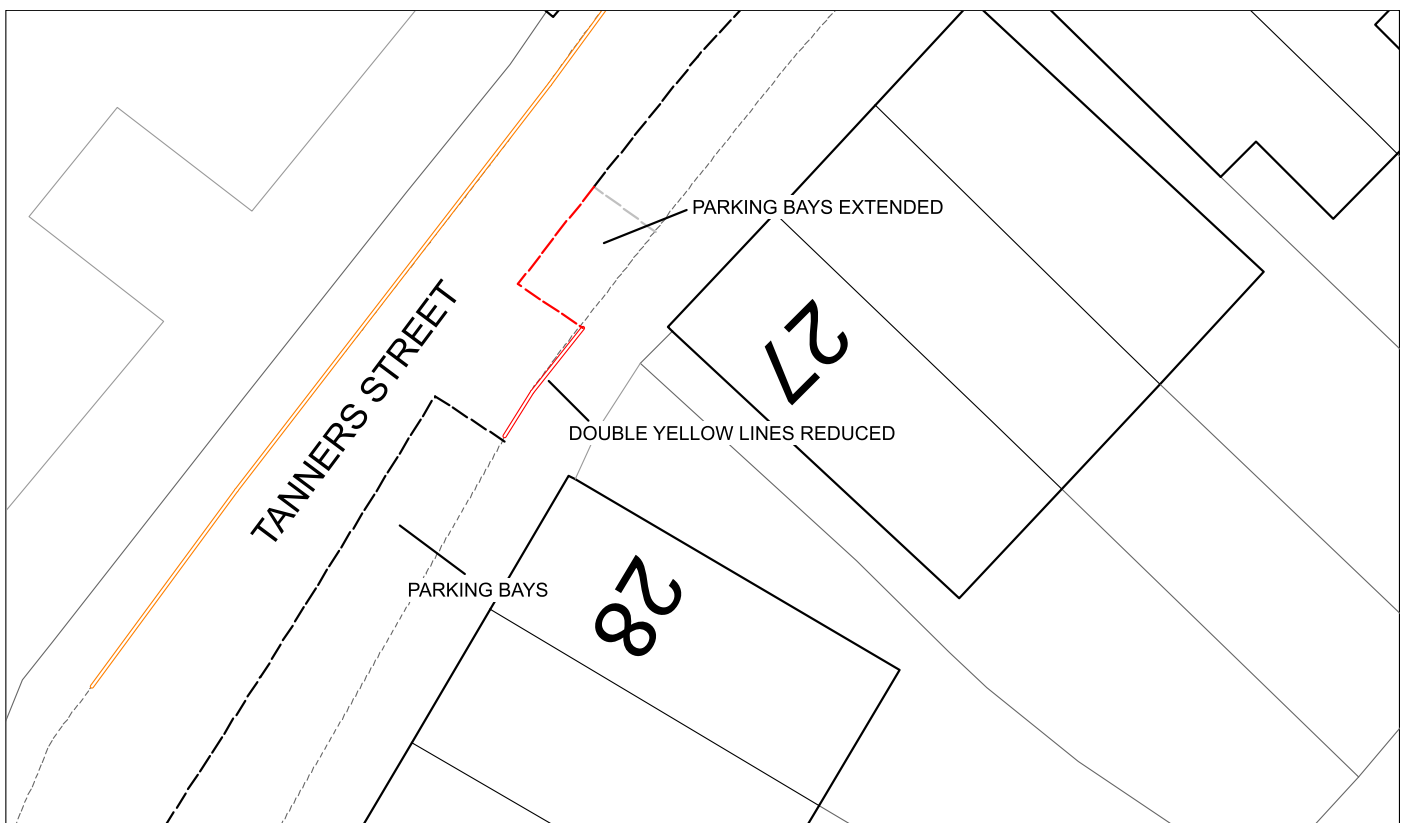 PARKING BAYS EXTENDED
27
TANNERS STREET
DOUBLE YELLOW LINES REDUCED
28
PARKING BAYS